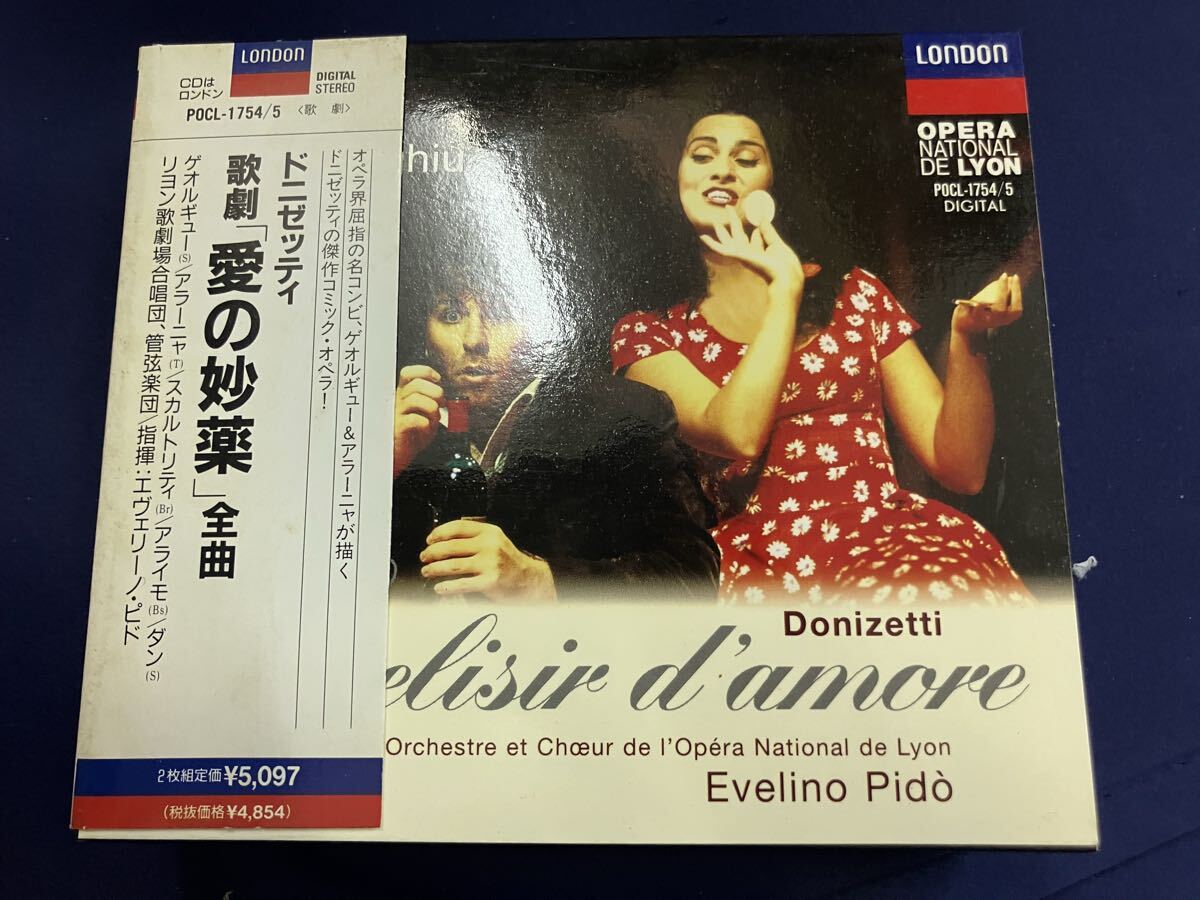 LONDON
CDは
ロンドン
DIGITAL
STEREO
POCL-1754/5 〈歌 劇〉
オペラ界屈指の名コンビ、ゲオルギュー&アラーニャが描く
ドニゼッティの傑作コミック・オペラ!
ドニゼッティ
歌劇「愛の妙薬」全曲
ゲオルギュー(S)/アラーニャ(T)/スカルトリティ(Br)/アライモ(Bs)/ダン(S)
リヨン歌劇場合唱団、管弦楽団/指揮:エヴェリーノ・ピド
2枚組定価¥5,097
(税抜価格¥4,854)
LONDON
OPERA
NATIONAL
DE LYON
POCL-1754/5
DIGITAL
hiu
Donizetti
elisir d'amore
Orchestre et Chœur de l'Opéra National de Lyon
Evelino Pidò